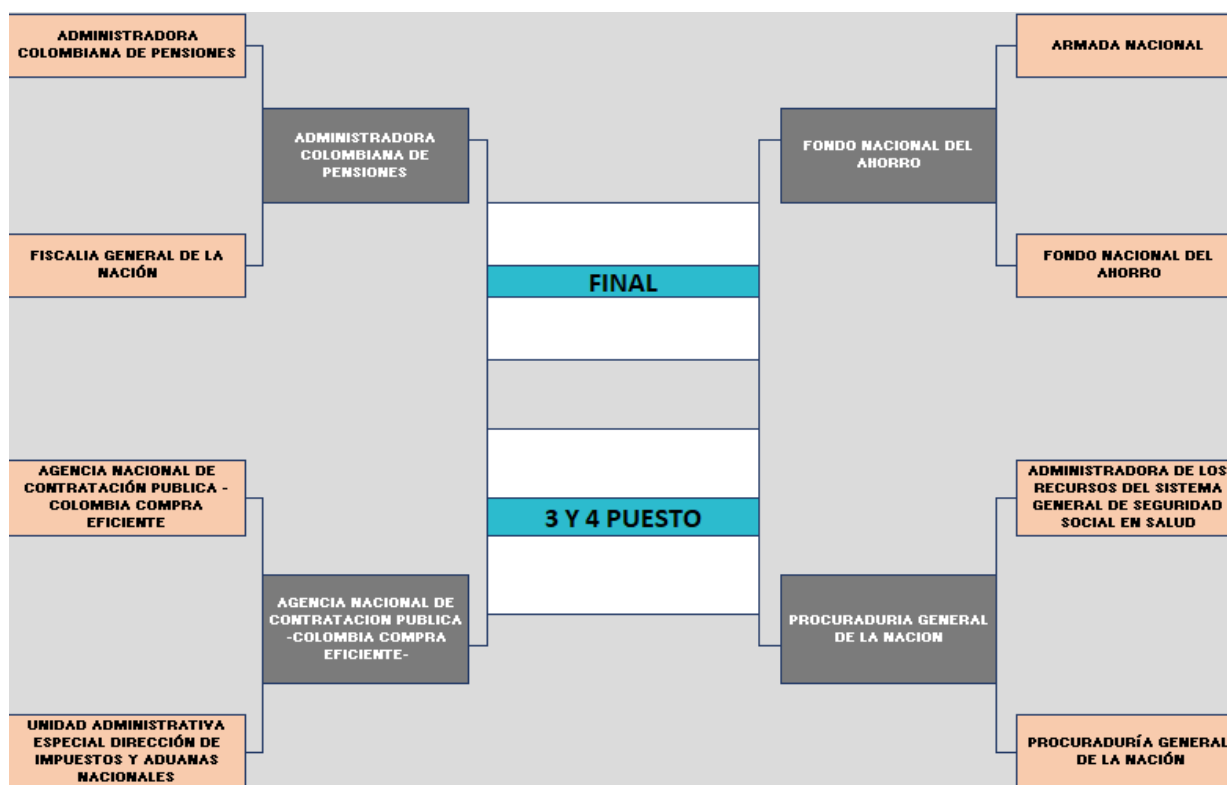 ADMINISTRADORA
COLOMBIANA DE PENSIONES
ARMADA NACIONAL
ADMINISTRADORA
COLOMBIANA DE
PENSIONES
FONDO NACIONAL DEL
AHORRO
FISCALIA GENERAL DE LA
NACIÓN
FINAL
FONDO NACIONAL DEL
AHORRO
AGENCIA NACIONAL DE
CONTRATACIÓN PUBLICA -
COLOMBIA COMPRA
EFICIENTE
3 Y 4 PUESTO
ADMINISTRADORA DE LOS
RECURSOS DEL SISTEMA
GENERAL DE SEGURIDAD
SOCIAL EN SALUD
AGENCIA NACIONAL DE
CONTRATACION PUBLICA
-COLOMBIA COMPRA
EFICIENTE-
PROCURADURIA GENERAL
DE LA NACION
UNIDAD ADMINISTRATIVA
ESPECIAL DIRECCIÓN DE
IMPUESTOS Y ADUANAS
NACIONALES
PROCURADURÍA GENERAL
DE LA NACIÓN